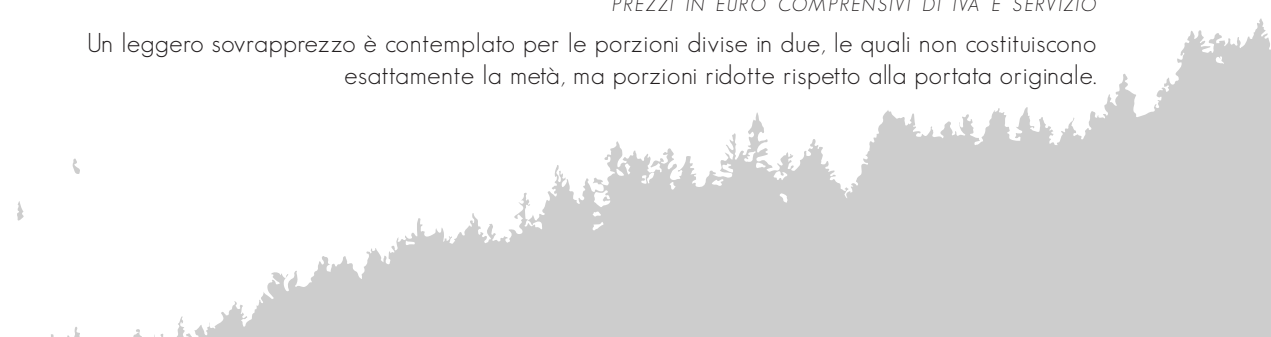 PREZZI IN EURO COMPRENSIVI DI IVA E SERVIZIO
Un leggero sovrapprezzo è contemplato per le porzioni divise in due, le quali non costituiscono
esattamente la metà, ma porzioni ridotte rispetto alla portata originale.